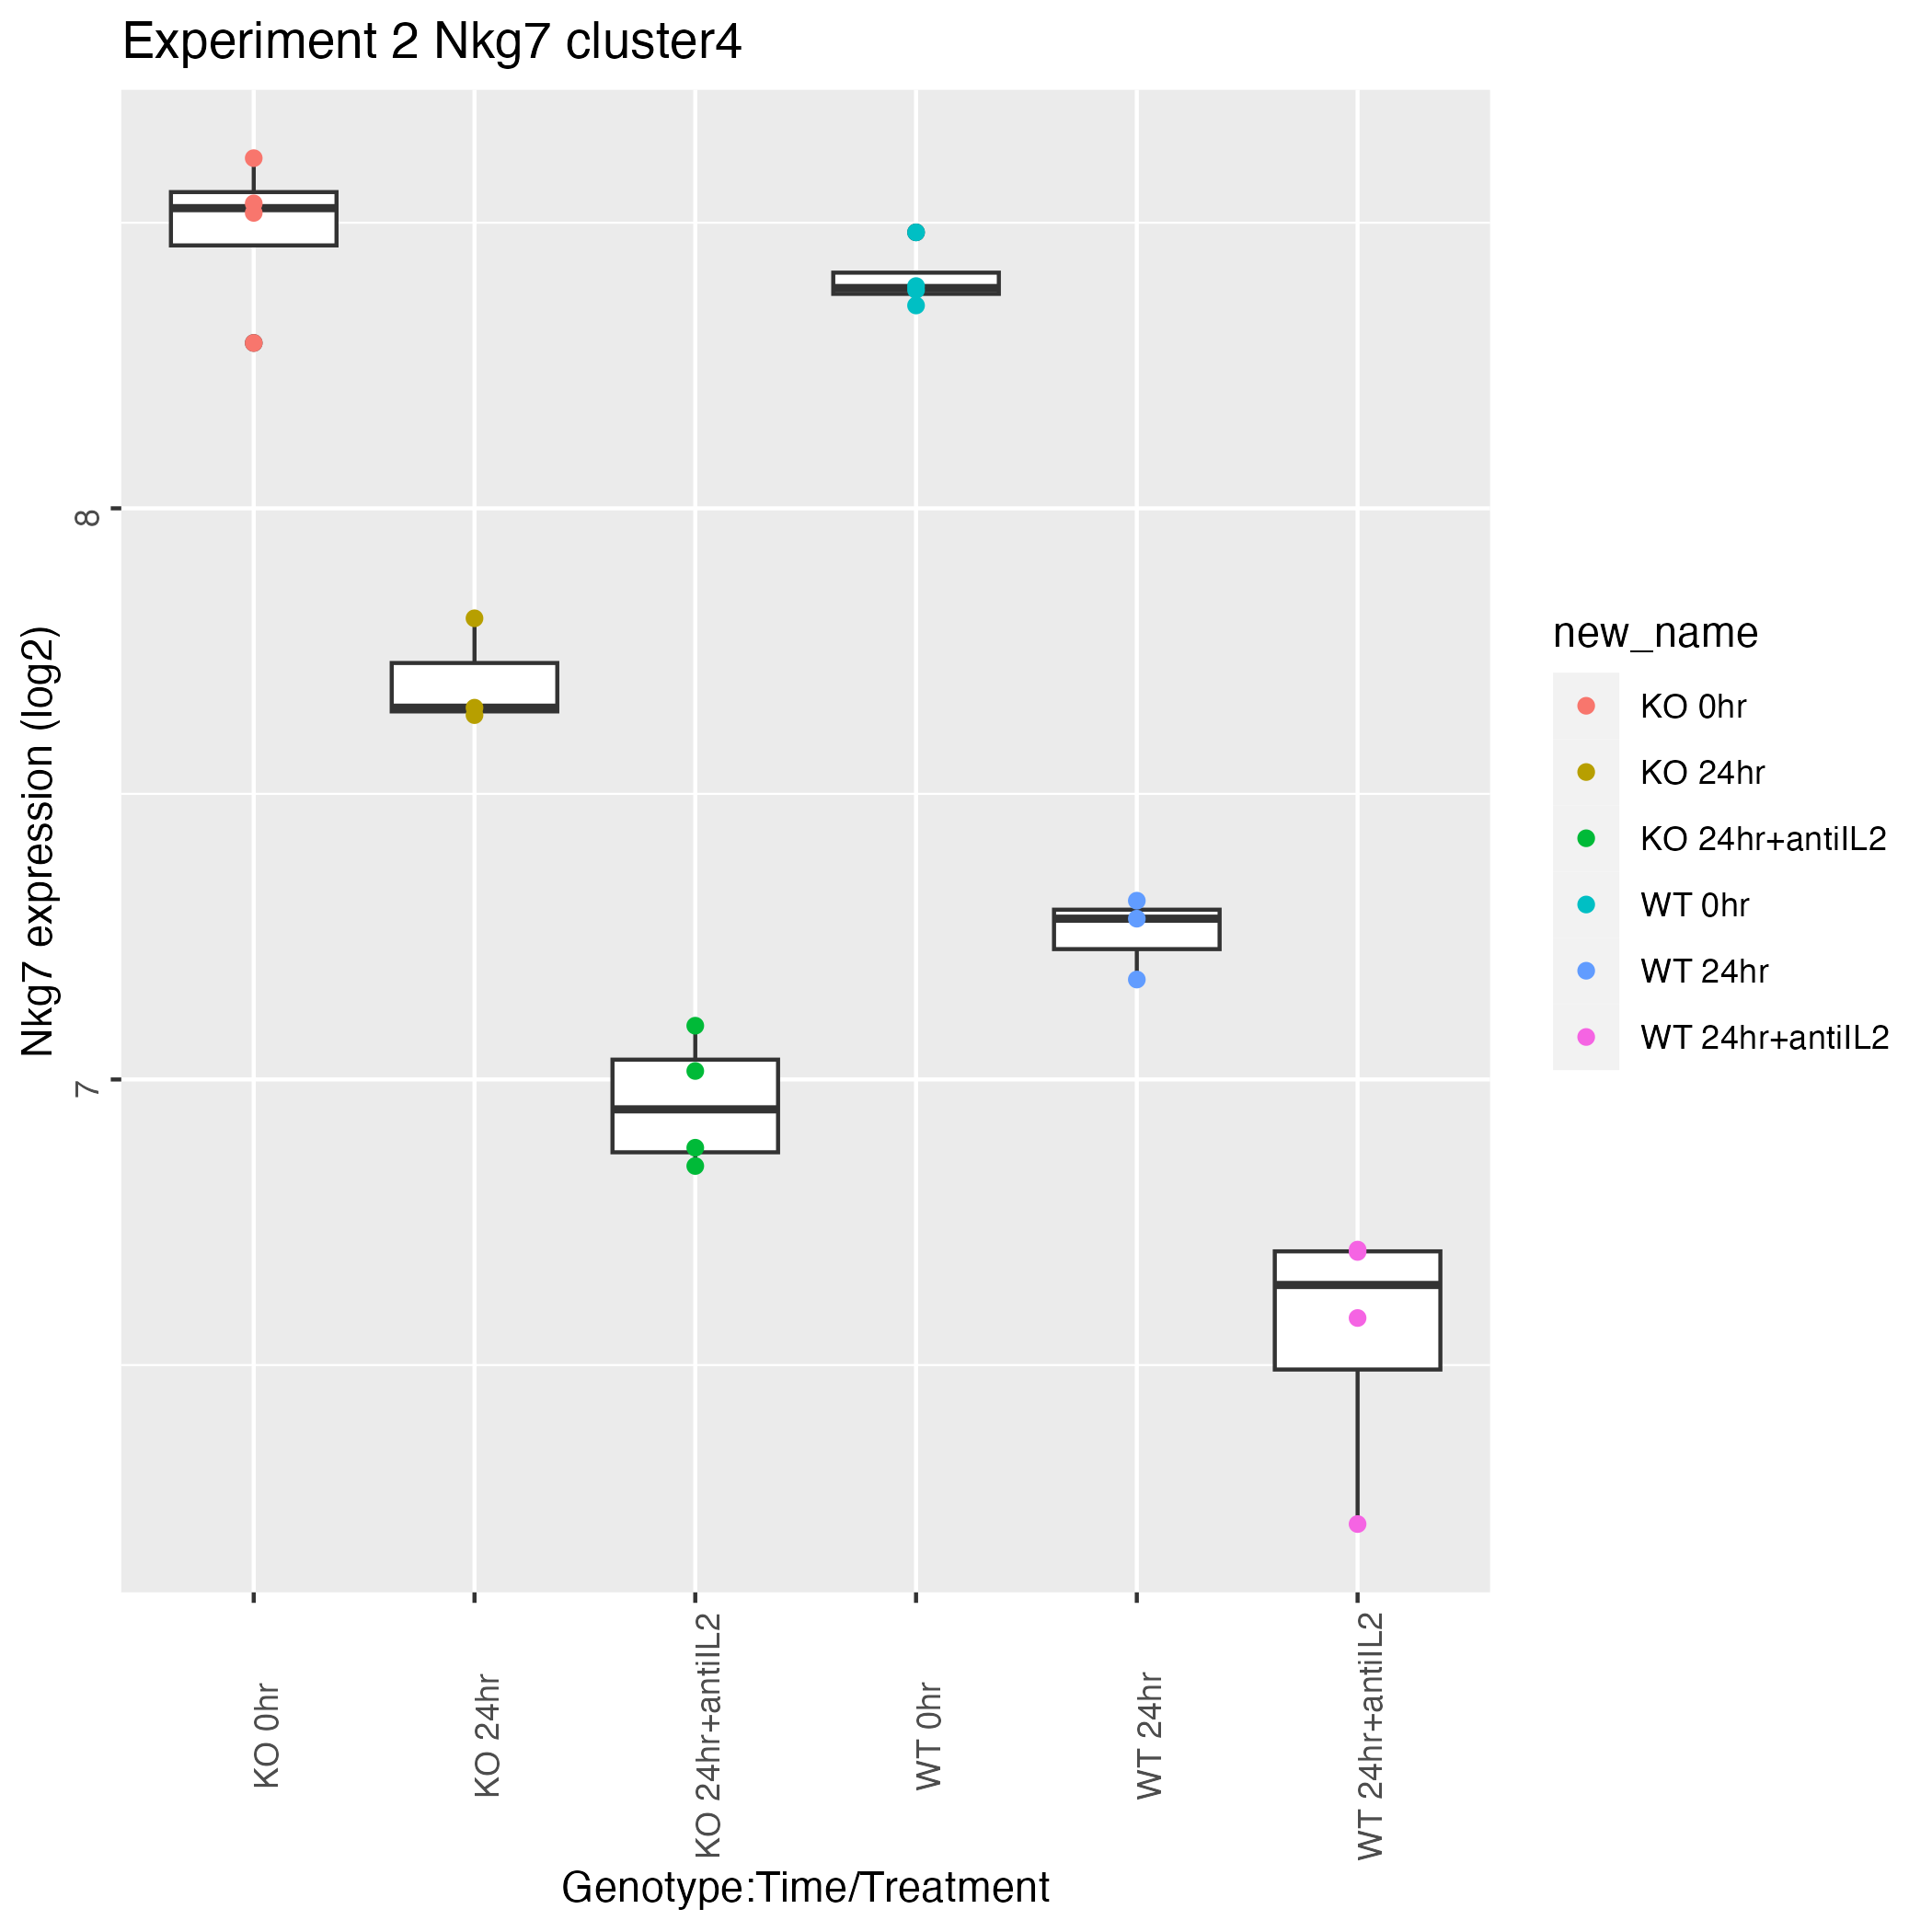 Experiment 2 Nkg7 cluster4
Nkg7 expression (log2)
8
7
KO 0hr
KO 24hr
KO 24hr+antiIL2
WT 0hr
WT 24hr
WT 24hr+antiIL2
Genotype:Time/Treatment
new_name
KO 0hr
KO 24hr
KO 24hr+antiIL2
WT 0hr
WT 24hr
WT 24hr+antiIL2